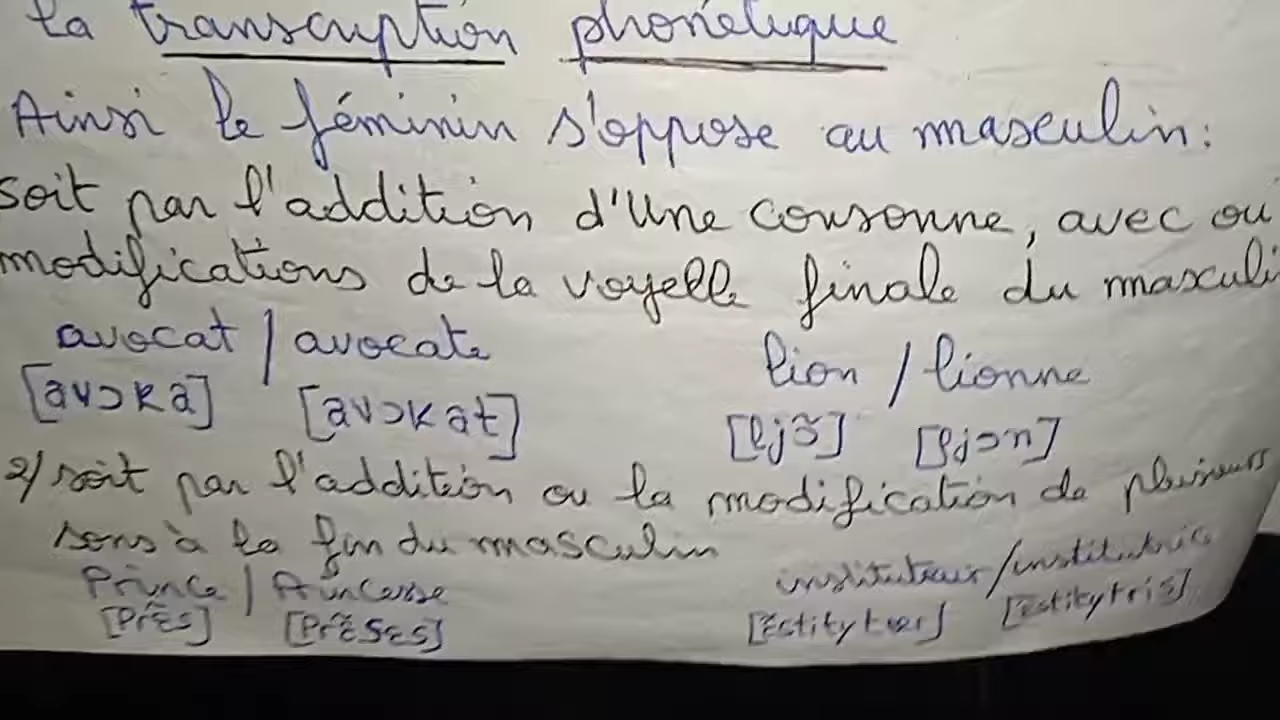 la transcription phonétique
Ainsi le féminin s'oppose au masculin :
soit par l'addition d'une consonne, avec ou
modifications de la voyelle finale du masculi
avocat / avocate lion / lionne
[avɔka] [avɔkat] [ljɔ̃] [ljɔn]
2/ soit par l'addition ou la modification de plusieurs
sons à la fin du masculin
Prince / Princesse instituteur / institutrice
[Prɛ̃s] [Prɛ̃sɛs] [ɛ̃stitytœr] [ɛ̃stitytris]